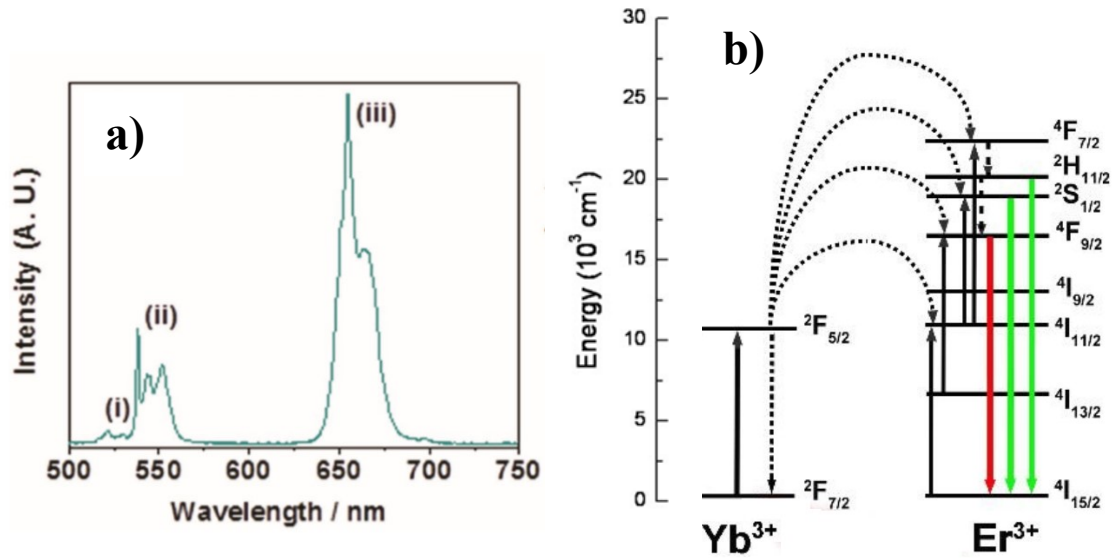 a)
(i)
(ii)
(iii)
Intensity (A. U.)
500 550 600 650 700 750
Wavelength / nm
b)
Energy (10³ cm⁻¹)
30
25
20
15
10
5
0
²F₅/₂
²F₇/₂
Yb³⁺
⁴F₇/₂
²H₁₁/₂
²S₁/₂
⁴F₉/₂
⁴I₉/₂
⁴I₁₁/₂
⁴I₁₃/₂
⁴I₁₅/₂
Er³⁺